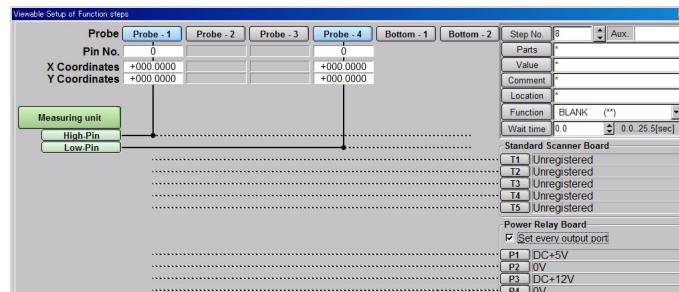 Viewable Setup of Function steps
Probe Probe - 1 Probe - 2 Probe - 3 Probe - 4 Bottom - 1 Bottom - 2
Pin No. 0 0
X Coordinates +000.0000 +000.0000
Y Coordinates +000.0000 +000.0000
Measuring unit
High-Pin
Low-Pin
Step No. 8 Aux.
Parts *
Value *
Comment *
Location *
Function BLANK (**)
Wait time 0.0 0.0..25.5[sec]
Standard Scanner Board
T1 Unregistered
T2 Unregistered
T3 Unregistered
T4 Unregistered
T5 Unregistered
Power Relay Board
Set every output port
P1 DC+5V
P2 0V
P3 DC+12V
P4 0V